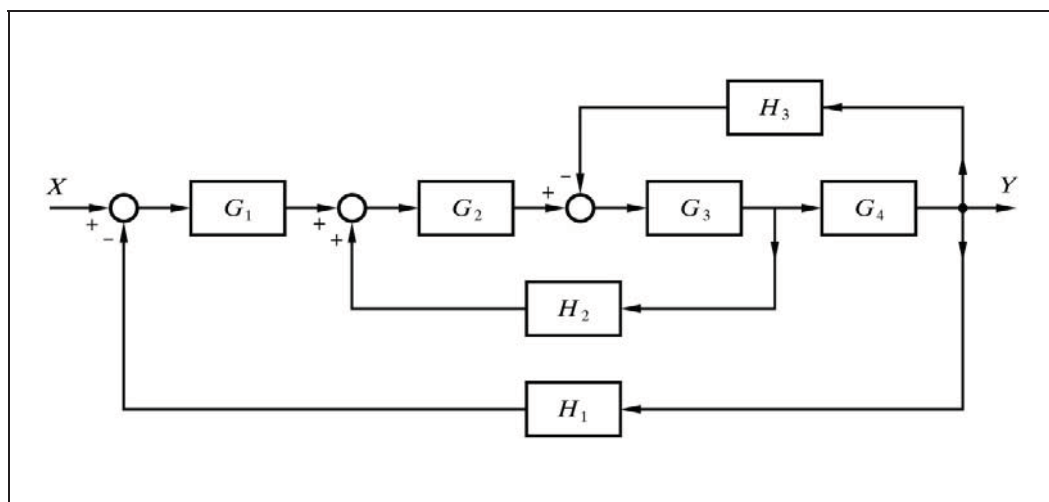 H₃
X
G₁
G₂
G₃
G₄
Y
+
−
+
+
+
−
H₂
H₁